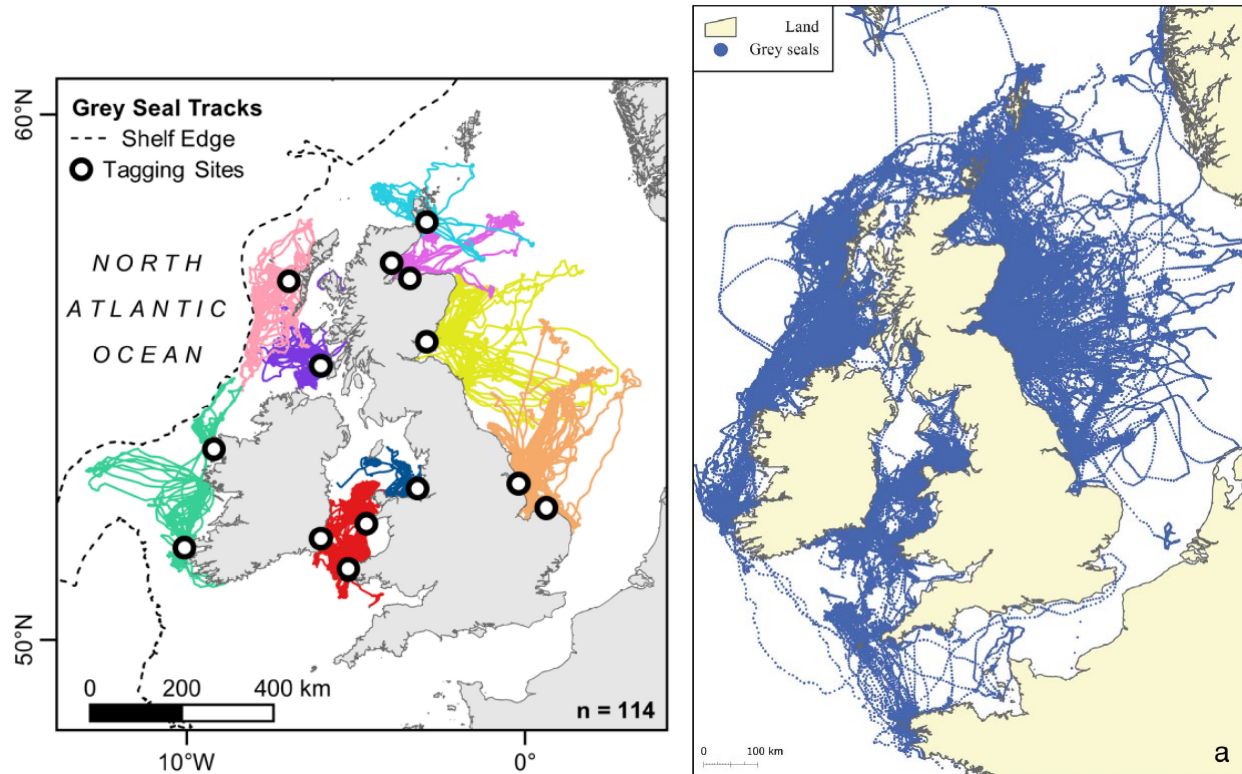 60°N
50°N
Grey Seal Tracks
Shelf Edge
Tagging Sites
NORTH
ATLANTIC
OCEAN
0 200 400 km
n = 114
10°W 0°
Land
Grey seals
0 100 km
a